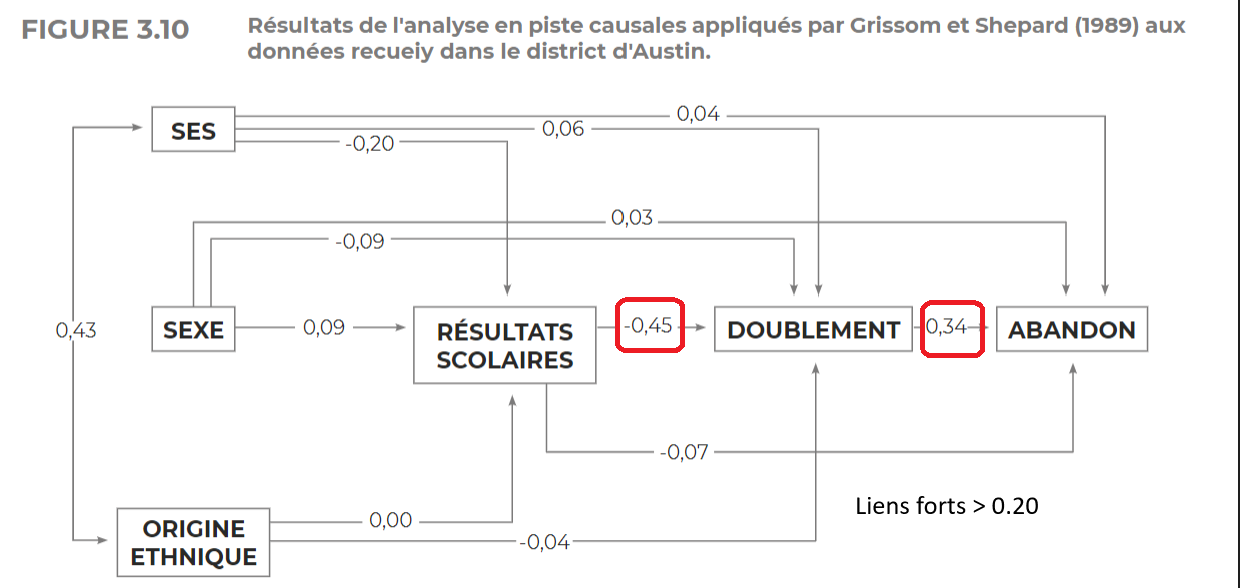 FIGURE 3.10
Résultats de l'analyse en piste causales appliqués par Grissom et Shepard (1989) aux
données recueiy dans le district d'Austin.
0,04
SES
0,06
-0,20
0,03
-0,09
0,43
SEXE
0,09
RÉSULTATS
SCOLAIRES
-0,45
DOUBLEMENT
0,34
ABANDON
-0,07
Liens forts > 0.20
ORIGINE
ETHNIQUE
0,00
-0,04